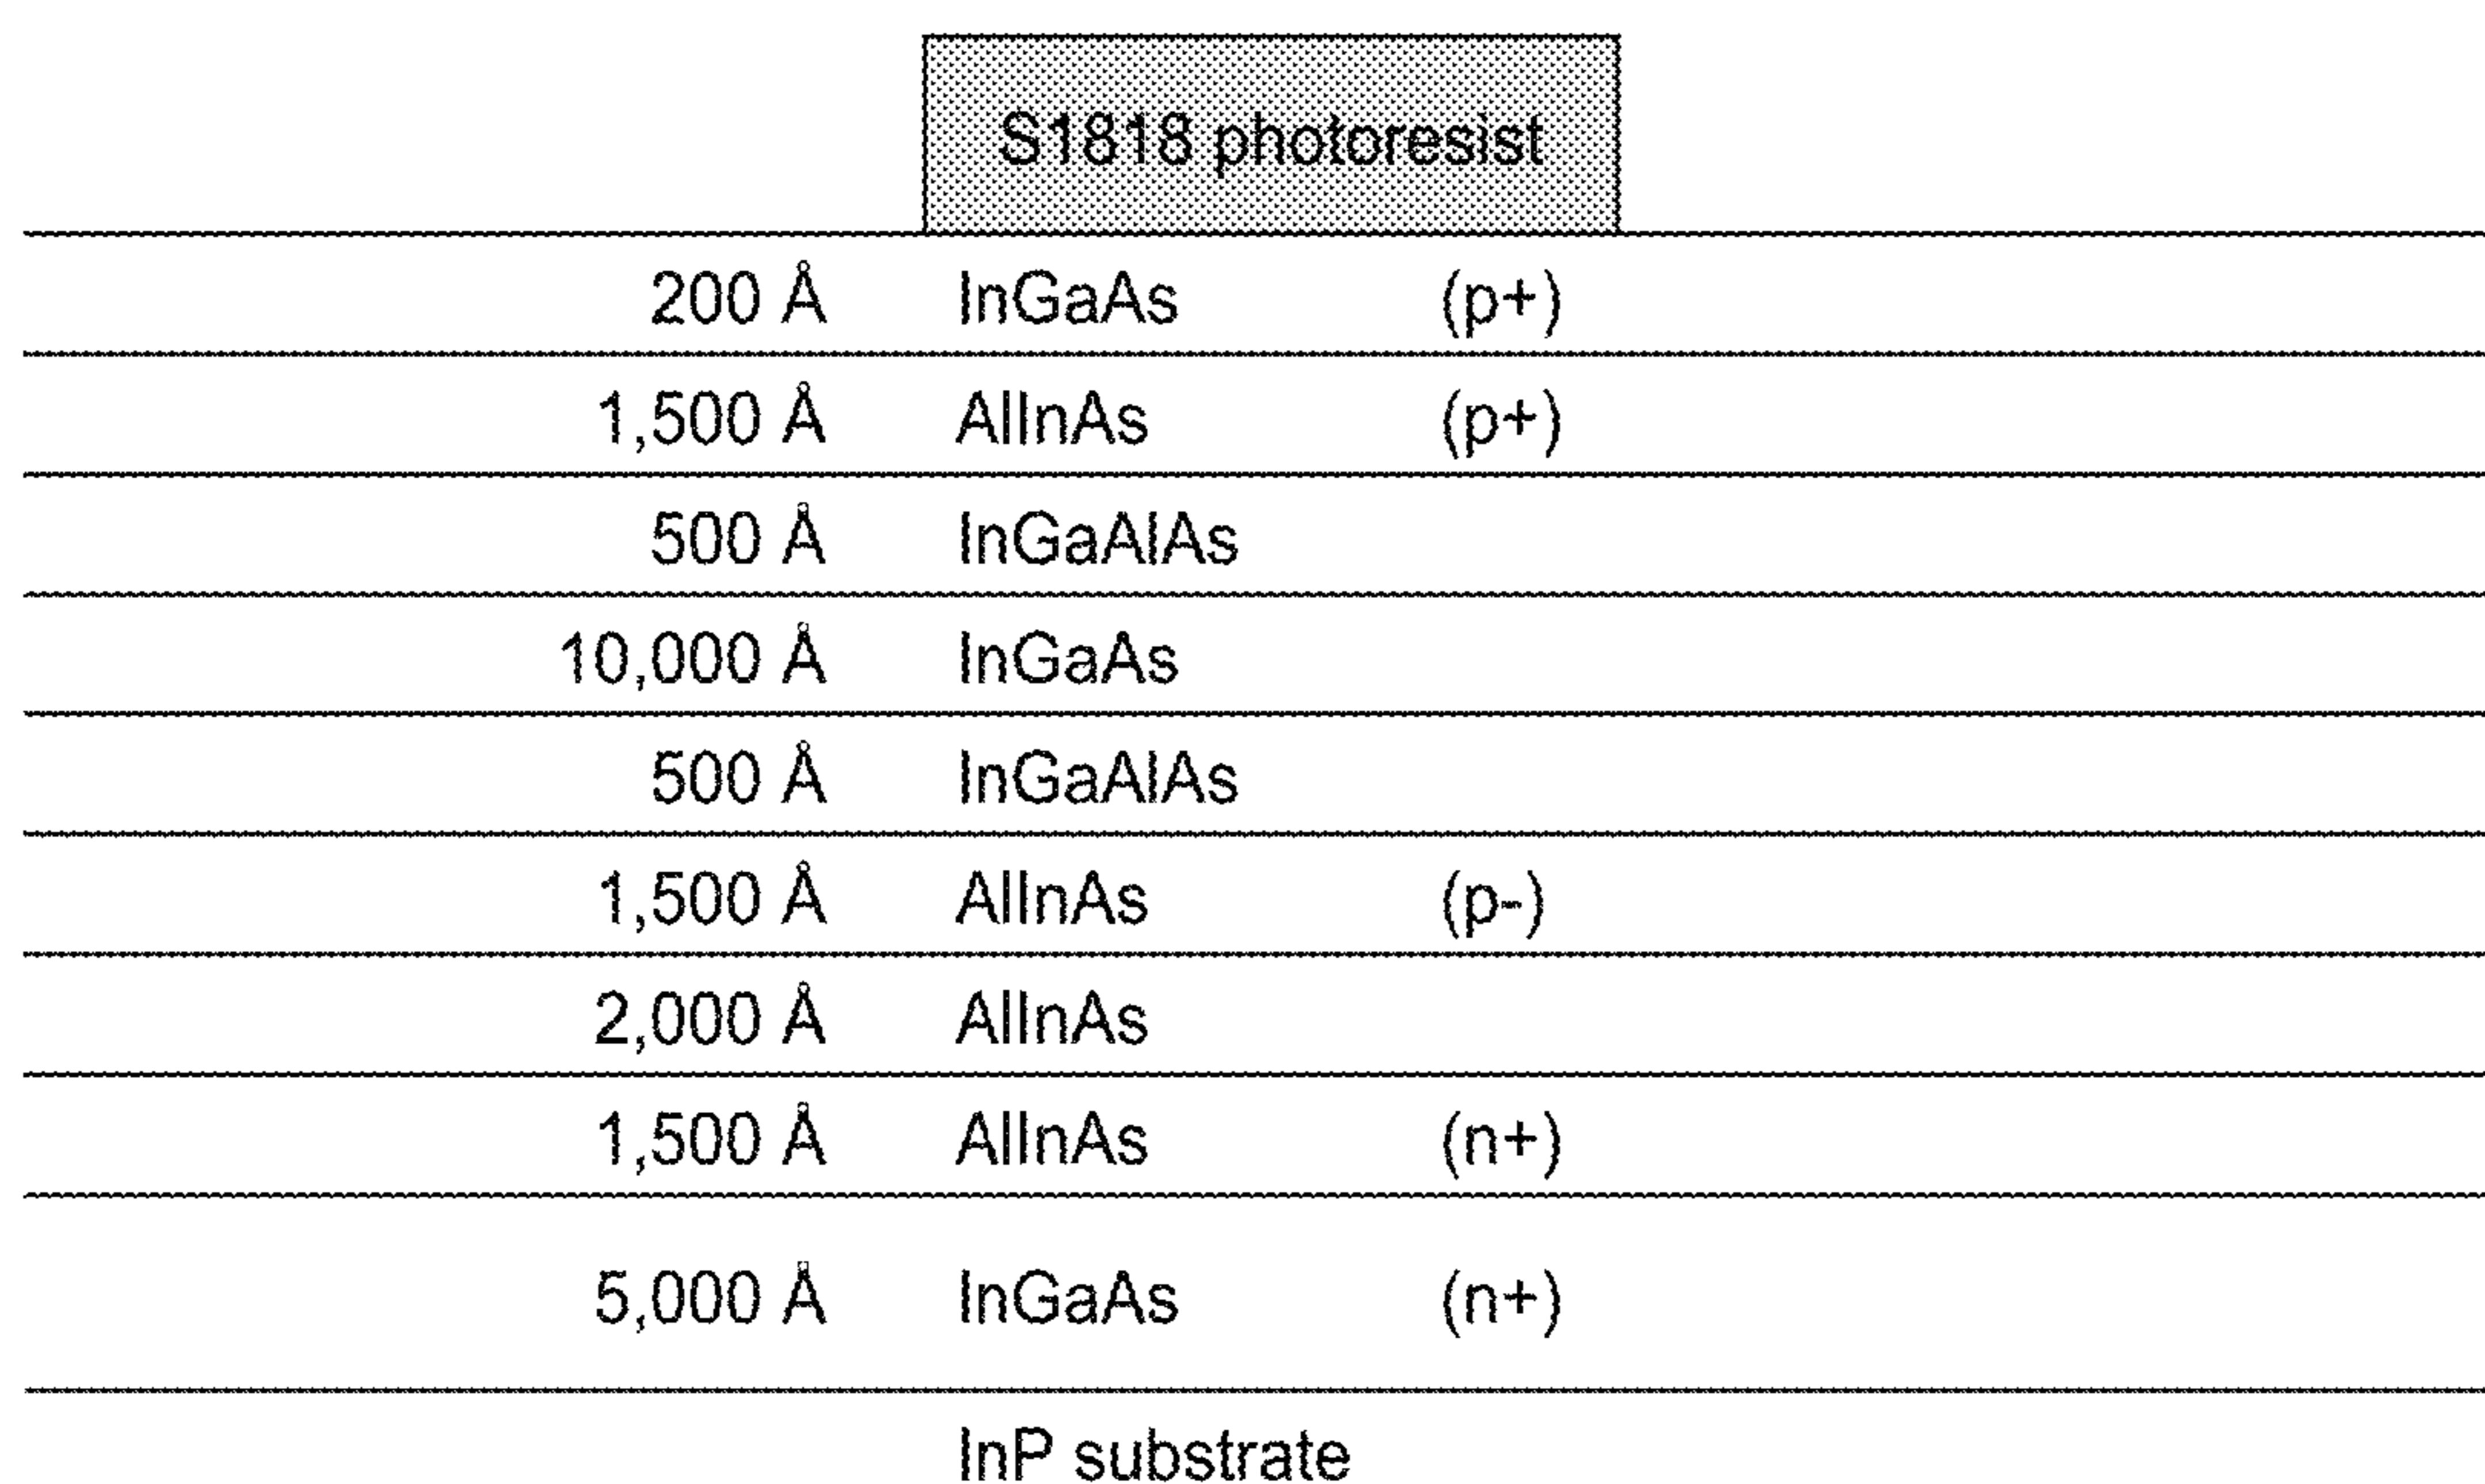 S1818 photoresist
200 Å InGaAs (p+)
1,500 Å AlInAs (p+)
500 Å InGaAlAs
10,000 Å InGaAs
500 Å InGaAlAs
1,500 Å AlInAs (p-)
2,000 Å AlInAs
1,500 Å AlInAs (n+)
5,000 Å InGaAs (n+)
InP substrate